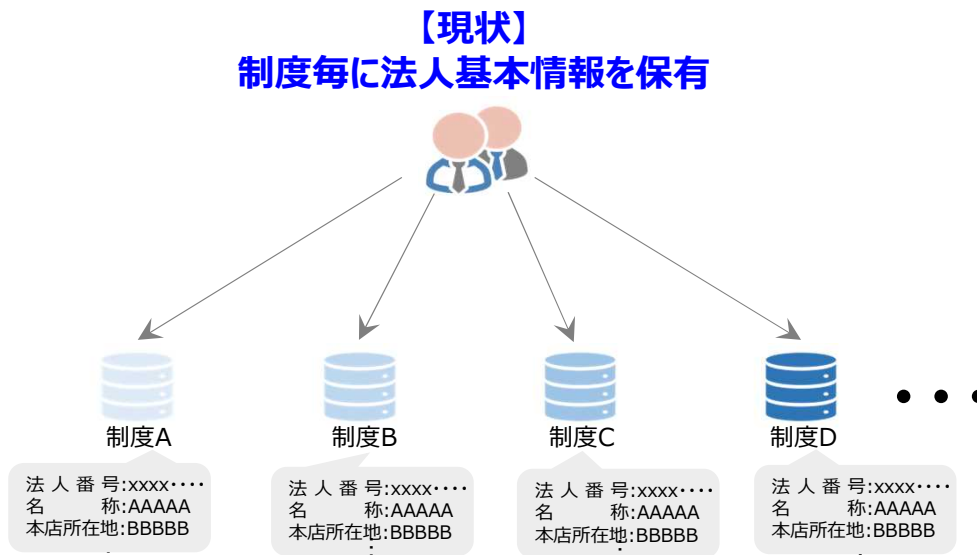 【現状】
制度毎に法人基本情報を保有
制度A
制度B
制度C
制度D
・・・
法人番号:xxxx・・・・
名　　称:AAAAA
本店所在地:BBBBB
法人番号:xxxx・・・・
名　　称:AAAAA
本店所在地:BBBBB
法人番号:xxxx・・・・
名　　称:AAAAA
本店所在地:BBBBB
法人番号:xxxx・・・・
名　　称:AAAAA
本店所在地:BBBBB